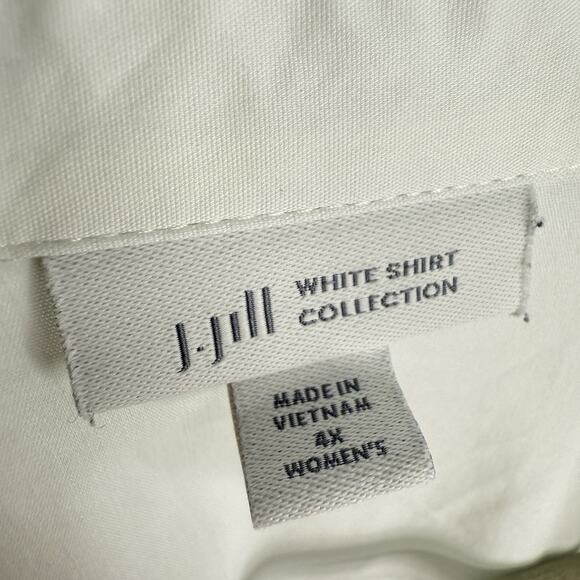 J.Jill WHITE SHIRT
COLLECTION
MADE IN
VIETNAM
4X
WOMEN'S